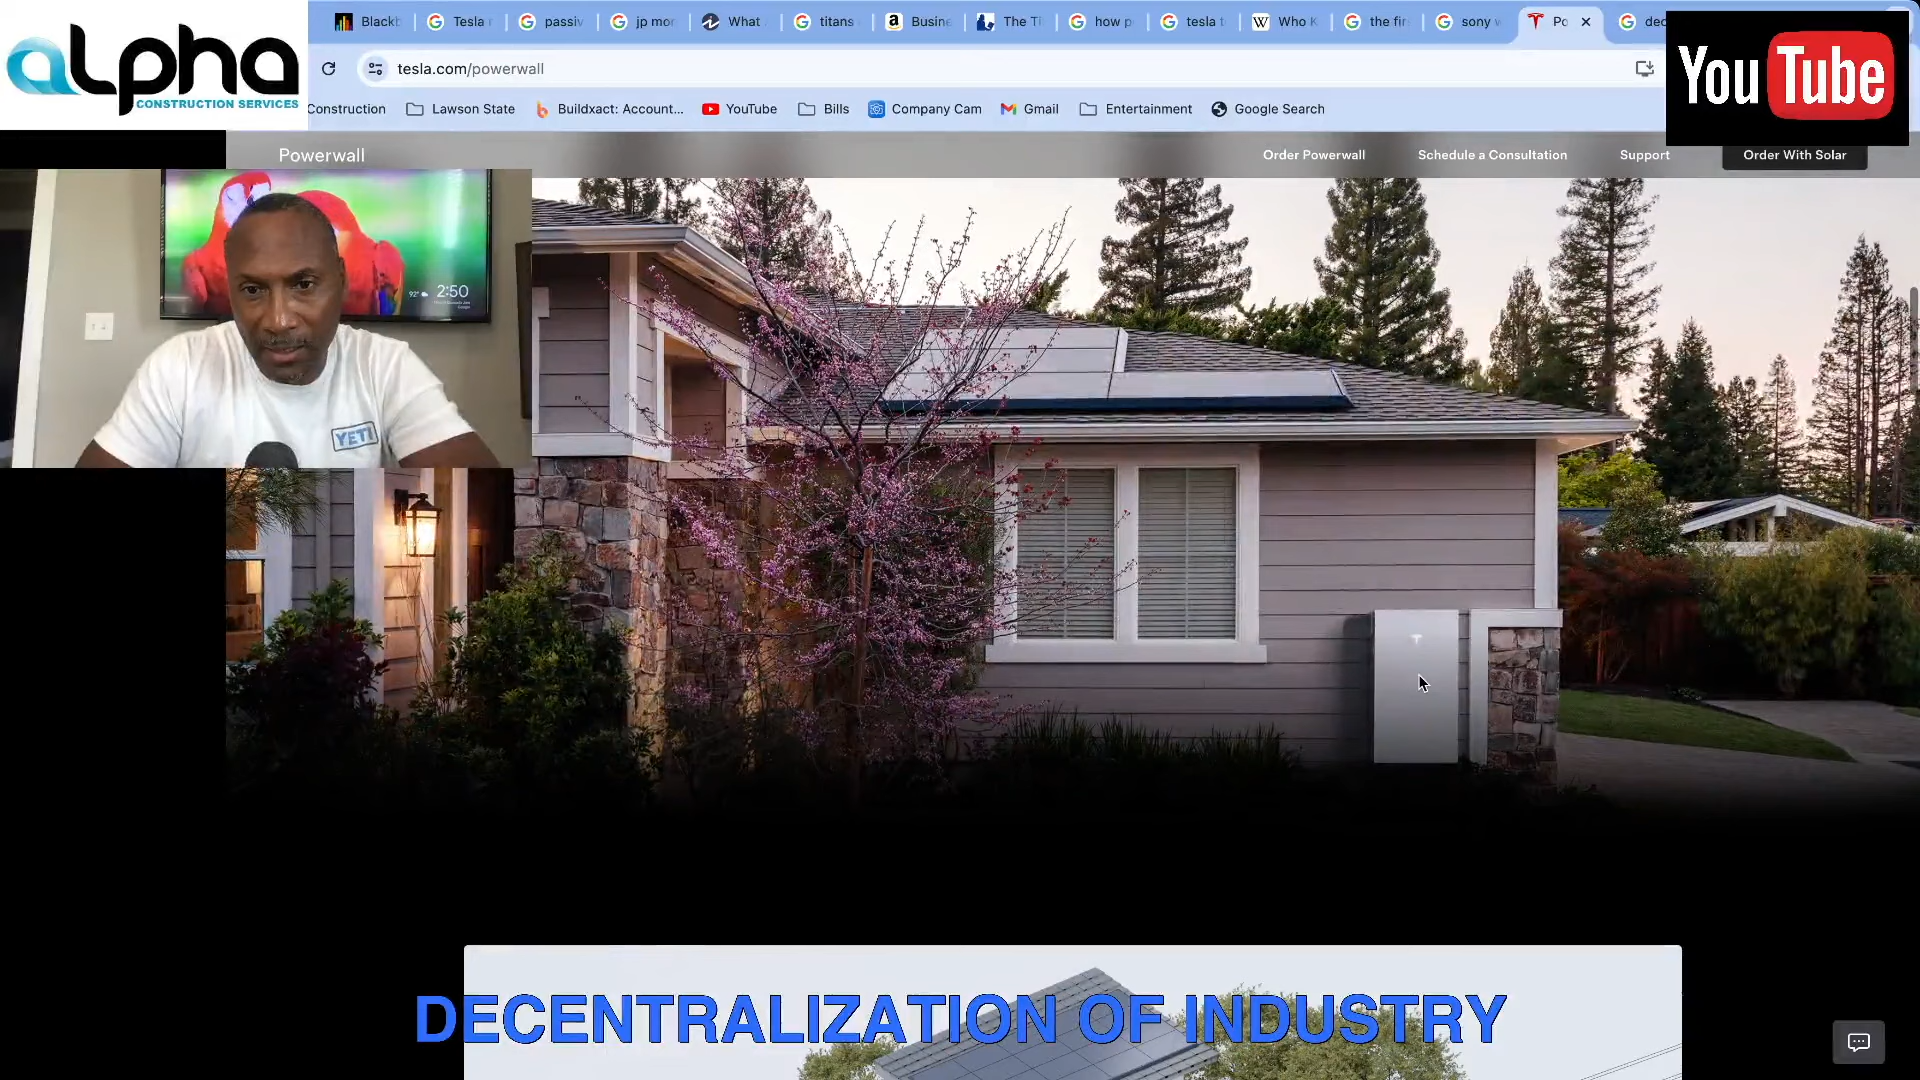 aLpha
CONSTRUCTION SERVICES
Blackb
Tesla
passiv
jp mo
What
titans
Busine
The Ti
how p
tesla t
Who K
the fir
sony
Po
dec
tesla.com/powerwall
Construction
Lawson State
Buildxact: Account...
YouTube
Bills
Company Cam
Gmail
Entertainment
Google Search
YouTube
Powerwall
Order Powerwall
Schedule a Consultation
Support
Order With Solar
92°
2:50
YETI
DECENTRALIZATION OF INDUSTRY